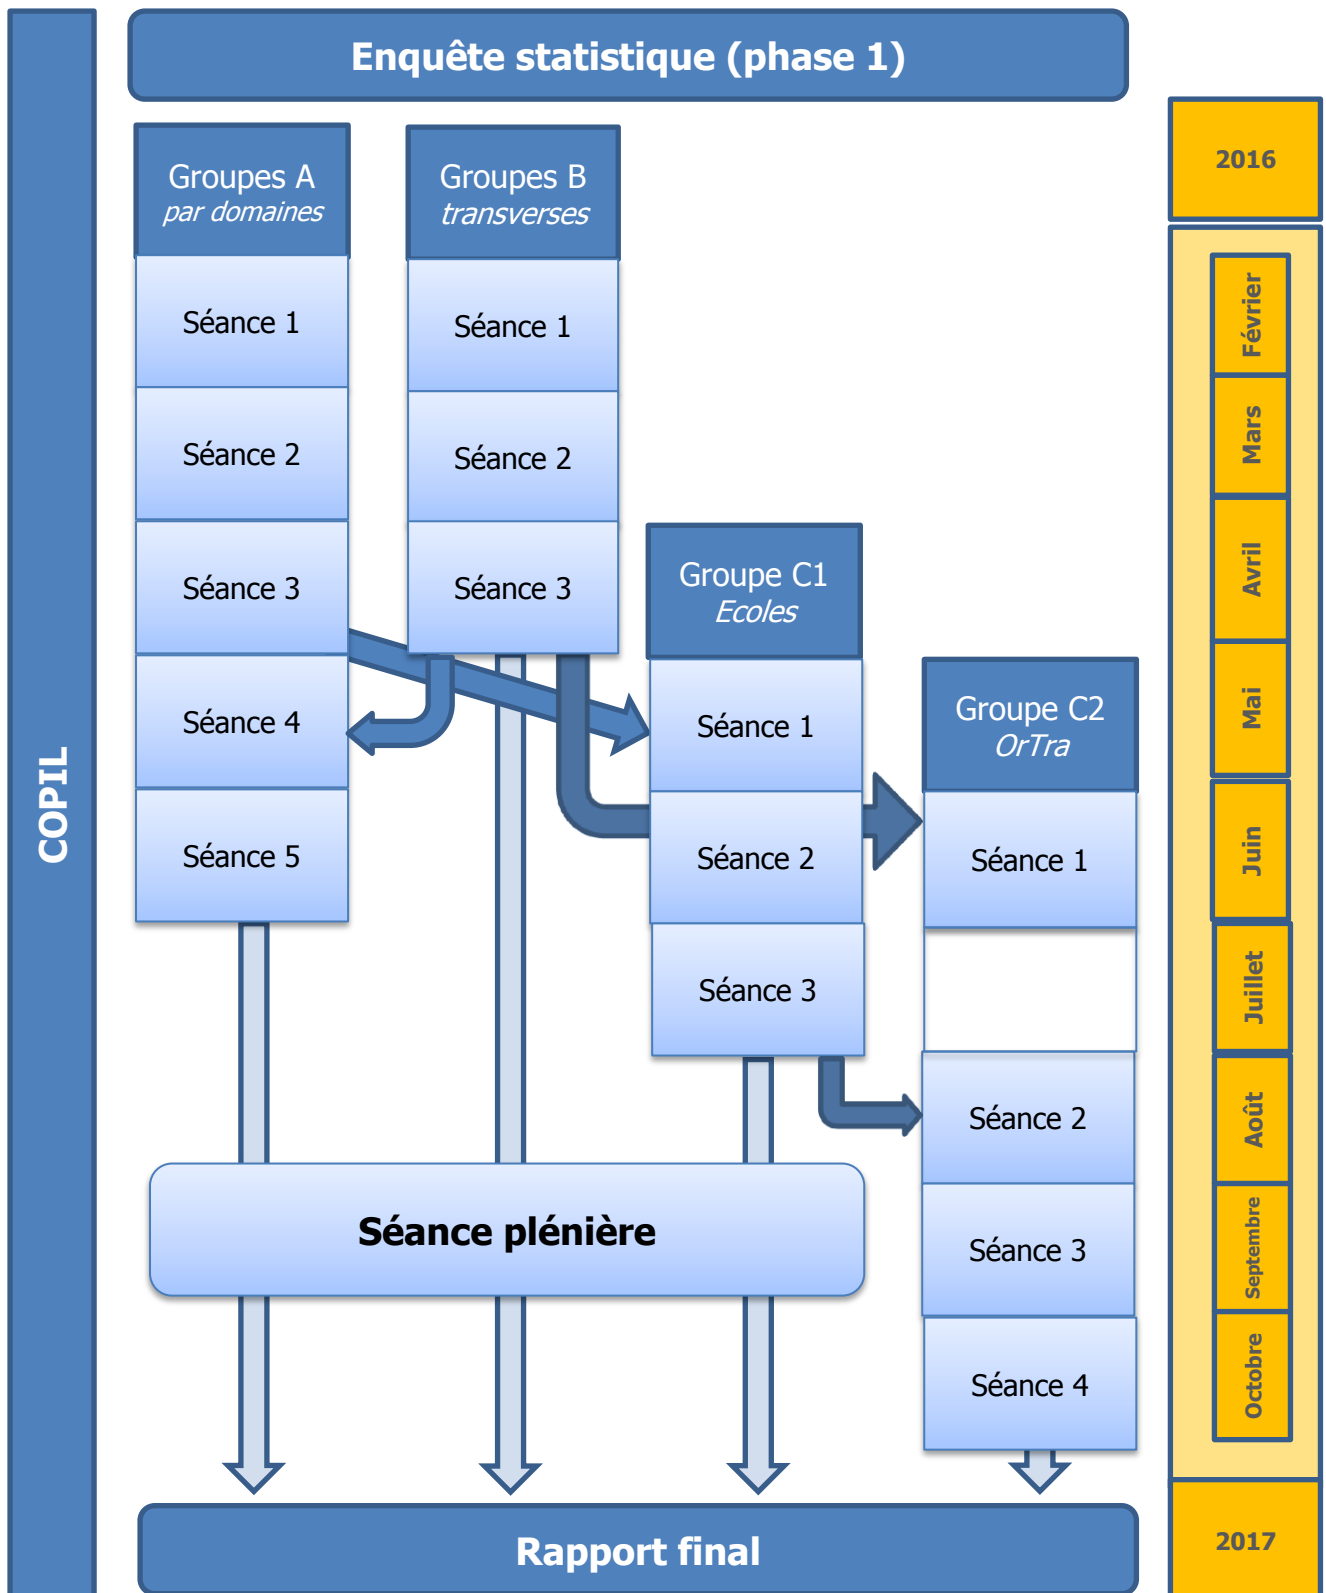 COPIL
Enquête statistique (phase 1)
Groupes A
par domaines
Séance 1
Séance 2
Séance 3
Séance 4
Séance 5
Groupes B
transverses
Séance 1
Séance 2
Séance 3
Groupe C1
Ecoles
Séance 1
Séance 2
Séance 3
Groupe C2
OrTra
Séance 1
Séance 2
Séance 3
Séance 4
Séance plénière
Rapport final
2016
Février
Mars
Avril
Mai
Juin
Juillet
Août
Septembre
Octobre
2017